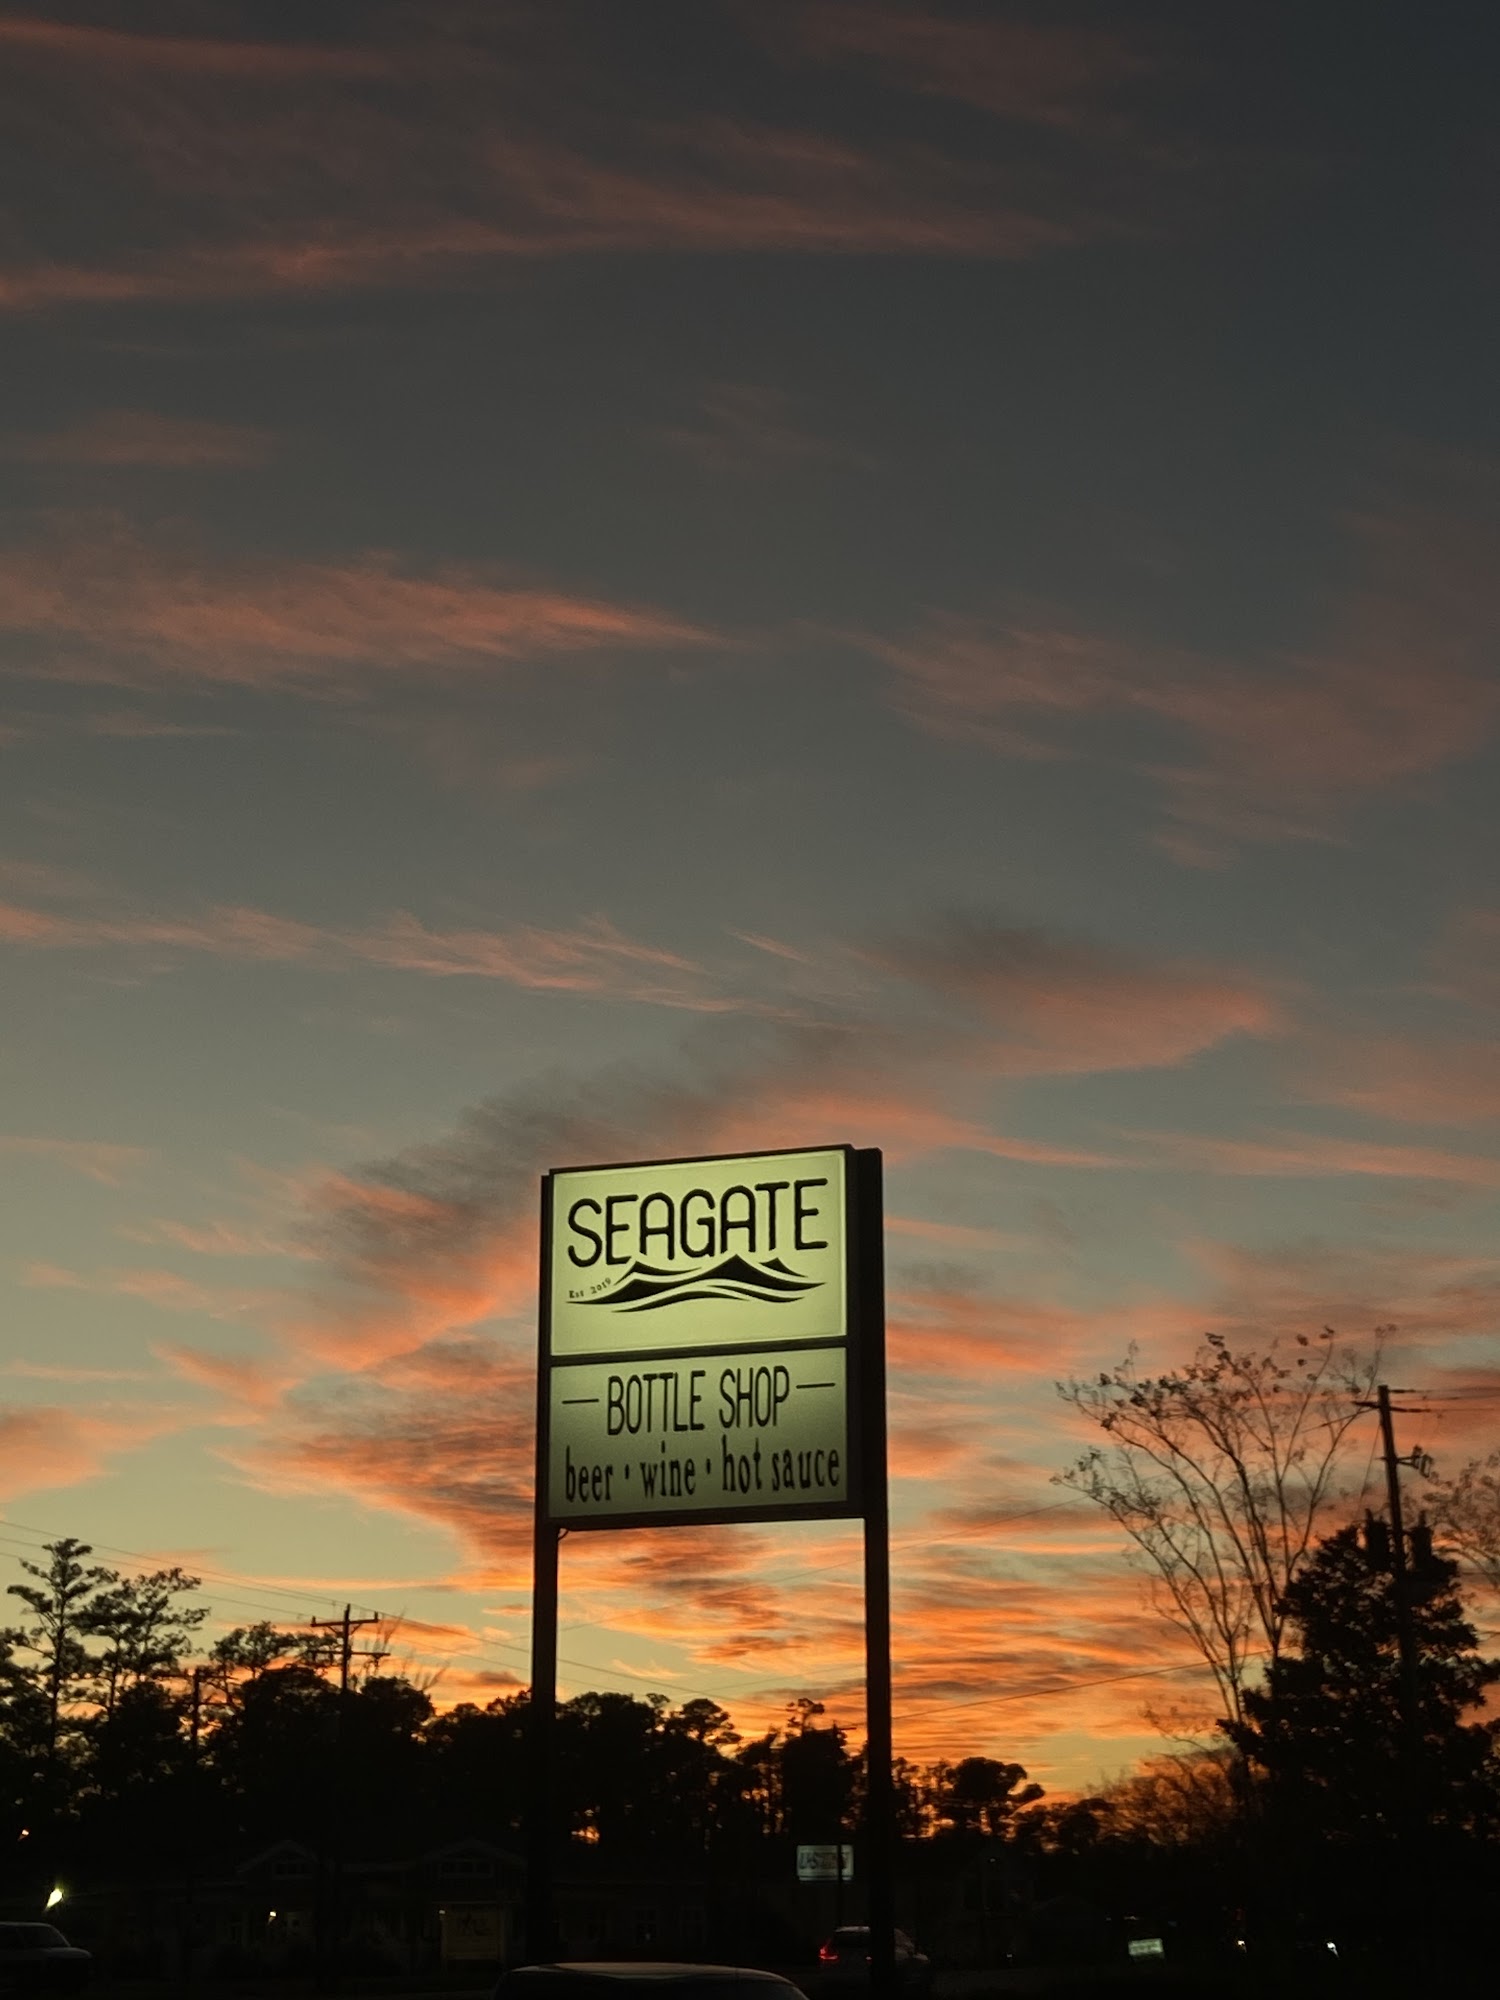 SEAGATE
Est 2019
— BOTTLE SHOP —
beer • wine • hot sauce